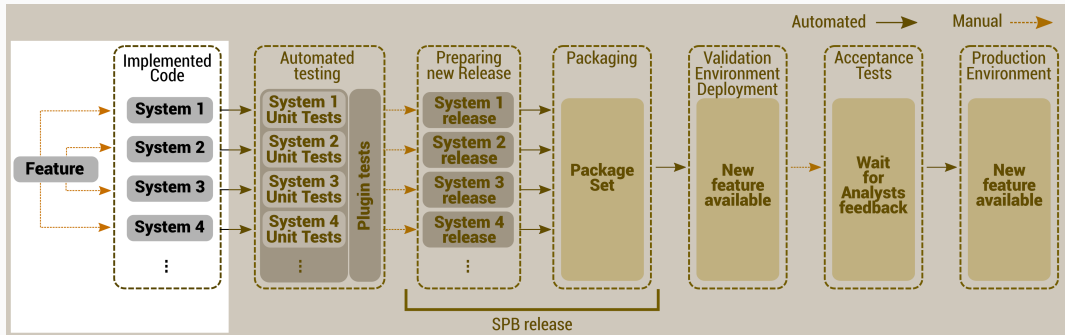 Automated
Manual
Implemented
Code
Automated
testing
Preparing
new Release
Packaging
Validation
Environment
Deployment
Acceptance
Tests
Production
Environment
Feature
System 1
System 2
System 3
System 4
⋮
System 1
Unit Tests
System 2
Unit Tests
System 3
Unit Tests
System 4
Unit Tests
⋮
Plugin tests
System 1
release
System 2
release
System 3
release
System 4
release
⋮
Package
Set
New
feature
available
Wait
for
Analysts
feedback
New
feature
available
SPB release